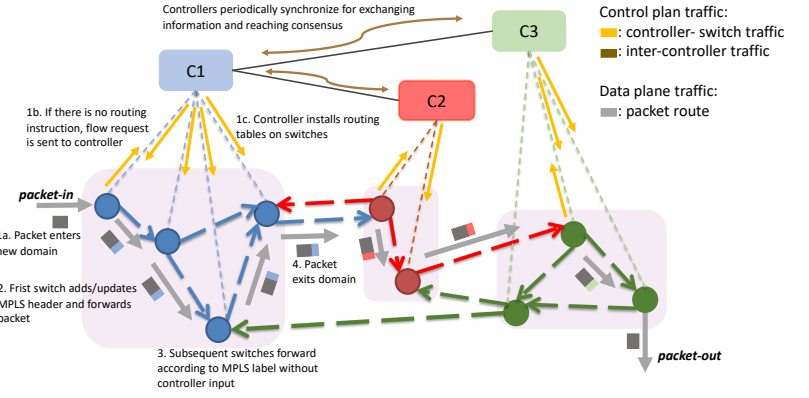 Controllers periodically synchronize for exchanging
information and reaching consensus
C3
Control plan traffic:
: controller- switch traffic
: inter-controller traffic
Data plane traffic:
: packet route
C1
C2
1b. If there is no routing
instruction, flow request
is sent to controller
1c. Controller installs routing
tables on switches
packet-in
1a. Packet enters
new domain
2. Frist switch adds/updates
MPLS header and forwards
packet
4. Packet
exits domain
3. Subsequent switches forward
according to MPLS label without
controller input
packet-out